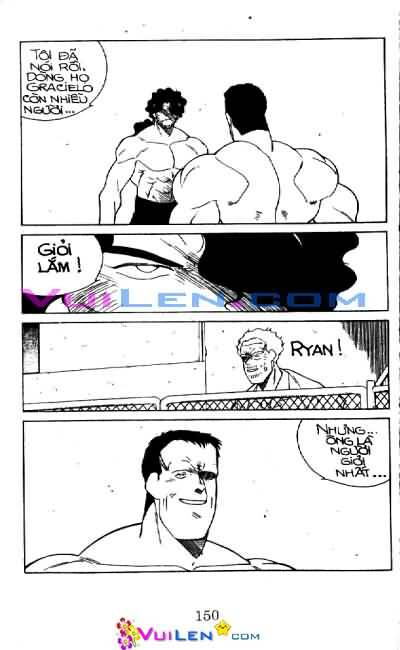 TÔI ĐÃ
NÓI RỒI.
DÒNG HỌ
GRACIELO
CÒN NHIỀU
NGƯỜI...
GIỎI
LẮM!
VUILEN.COM
RYAN!
NHƯNG...
ÔNG LÀ
NGƯỜI
GIỎI
NHẤT...
150
VUILEN.COM